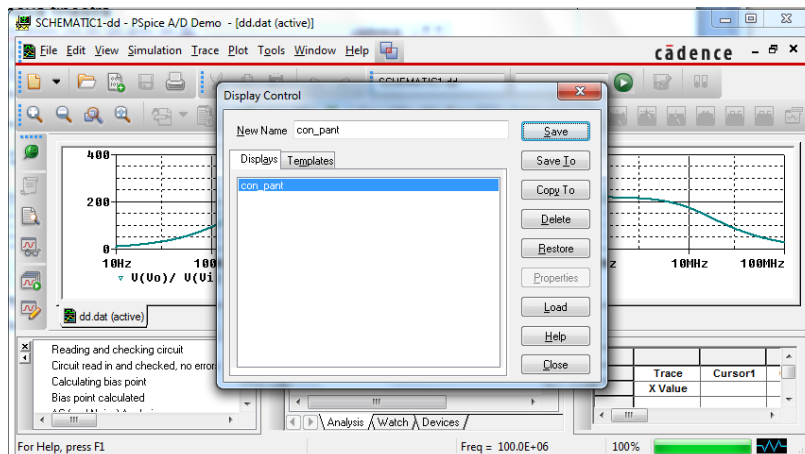 SCHEMATIC1-dd - PSpice A/D Demo - [dd.dat (active)]
File Edit View Simulation Trace Plot Tools Window Help
cādence
SCHEMATIC1-dd
Display Control
New Name con_pant
Save
Displays Templates
Save To
con_pant
Copy To
Delete
Restore
Properties
Load
Help
Close
400
200
0
10Hz 100 z 10MHz 100MHz
V(Vo)/ V(Vi
dd.dat (active)
Reading and checking circuit
Circuit read in and checked, no error
Calculating bias point
Bias point calculated
Analysis Watch Devices
Trace Cursor1
X Value
For Help, press F1 Freq = 100.0E+06 100%